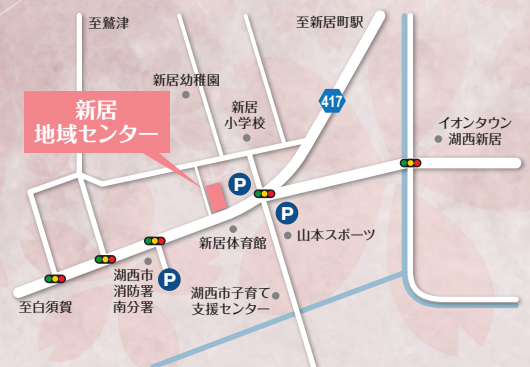 至鷲津
至新居町駅
新居幼稚園
417
新居
地域センター
新居
小学校
イオンタウン
湖西新居
P
P
新居体育館
山本スポーツ
湖西市
消防署
南分署
P
湖西市子育て
支援センター
至白須賀